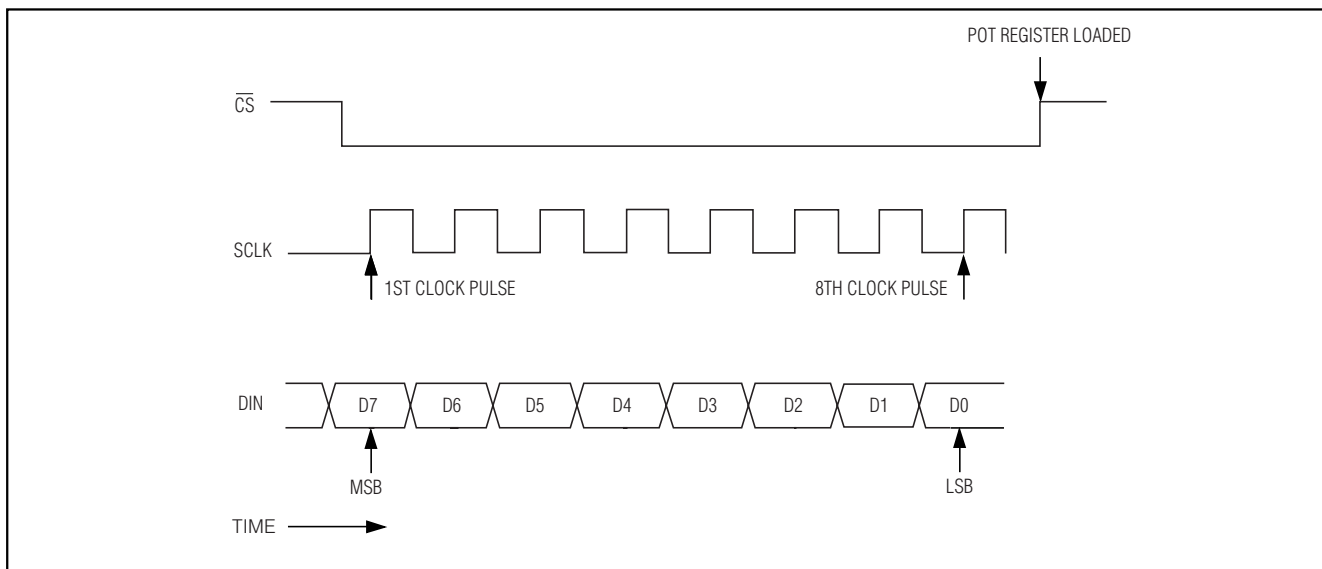 POT REGISTER LOADED
C̅S̅
SCLK
1ST CLOCK PULSE
8TH CLOCK PULSE
DIN
D7
D6
D5
D4
D3
D2
D1
D0
MSB
LSB
TIME